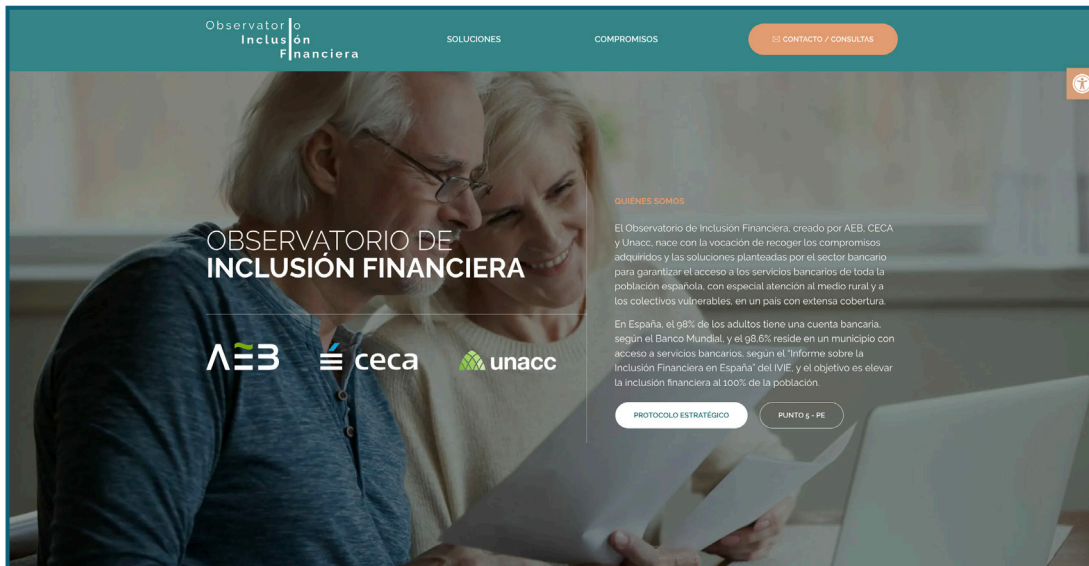 Observatorio
Inclusión
Financiera
SOLUCIONES
COMPROMISOS
CONTACTO / CONSULTAS
OBSERVATORIO DE
INCLUSIÓN FINANCIERA
AEB
ceca
unacc
QUIÉNES SOMOS
El Observatorio de Inclusión Financiera, creado por AEB, CECA
y Unacc, nace con la vocación de recoger los compromisos
adquiridos y las soluciones planteadas por el sector bancario
para garantizar el acceso a los servicios bancarios de toda la
población española, con especial atención al medio rural y a
los colectivos vulnerables, en un país con extensa cobertura.
En España, el 98% de los adultos tiene una cuenta bancaria,
según el Banco Mundial, y el 98,6% reside en un municipio con
acceso a servicios bancarios, según el "Informe sobre la
Inclusión Financiera en España" del IVIE, y el objetivo es elevar
la inclusión financiera al 100% de la población.
PROTOCOLO ESTRATÉGICO
PUNTO 5 - PE